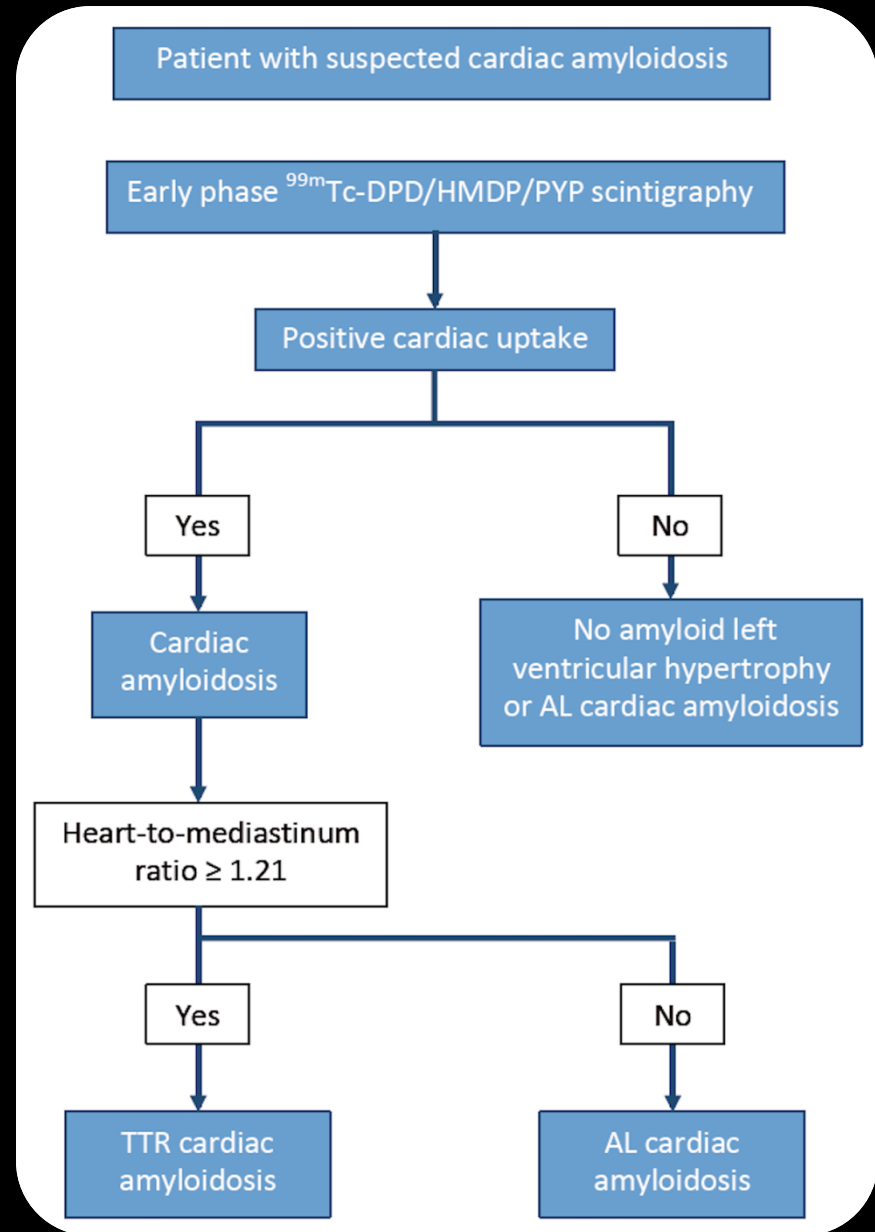 Patient with suspected cardiac amyloidosis
Early phase ⁹⁹ᵐTc-DPD/HMDP/PYP scintigraphy
Positive cardiac uptake
Yes
No
Cardiac
amyloidosis
No amyloid left
ventricular hypertrophy
or AL cardiac amyloidosis
Heart-to-mediastinum
ratio ≥ 1.21
Yes
No
TTR cardiac
amyloidosis
AL cardiac
amyloidosis